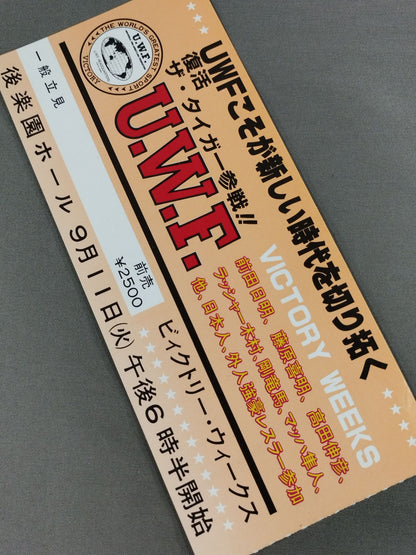 UWFこそが新しい時代を切り拓く
復活
ザ・タイガー参戦!!
U.W.F.
VICTORY WEEKS
THE WORLD'S GREATEST SPORT
U.W.F.
VICTORY
前田日明、藤原喜明、高田伸彦、
ラッシャー木村、剛竜馬、マッハ隼人、
他、日本人、外人強豪レスラー参加
ビィクトリー・ウィークス
一般立見
前売
¥2500
後楽園ホール 9月11日(火)午後6時半開始